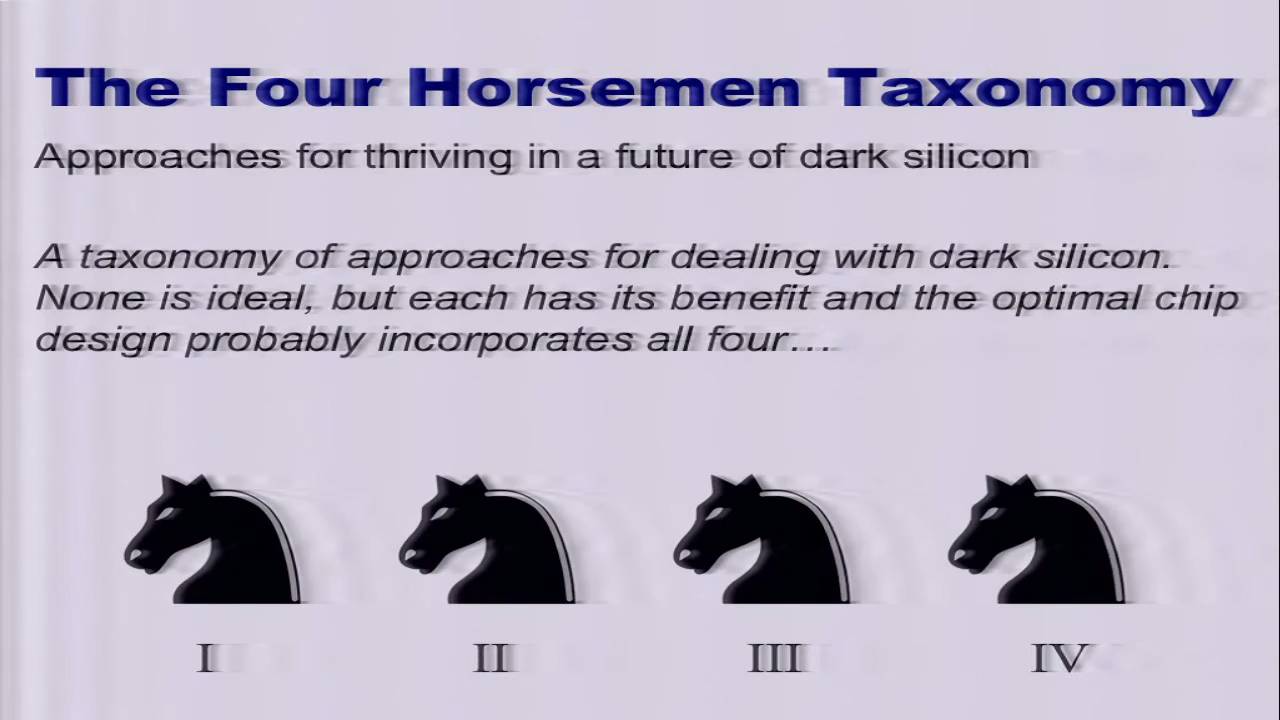 The Four Horsemen Taxonomy
Approaches for thriving in a future of dark silicon
A taxonomy of approaches for dealing with dark silicon.
None is ideal, but each has its benefit and the optimal chip
design probably incorporates all four…
I II III IV